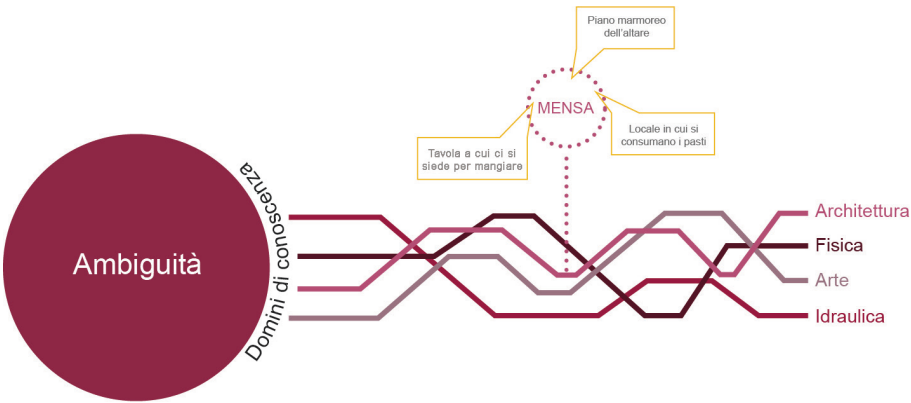 Piano marmoreo
dell'altare
MENSA
Locale in cui si
consumano i pasti
Tavola a cui ci si
siede per mangiare
Ambiguità
Domini di conoscenza
Architettura
Fisica
Arte
Idraulica